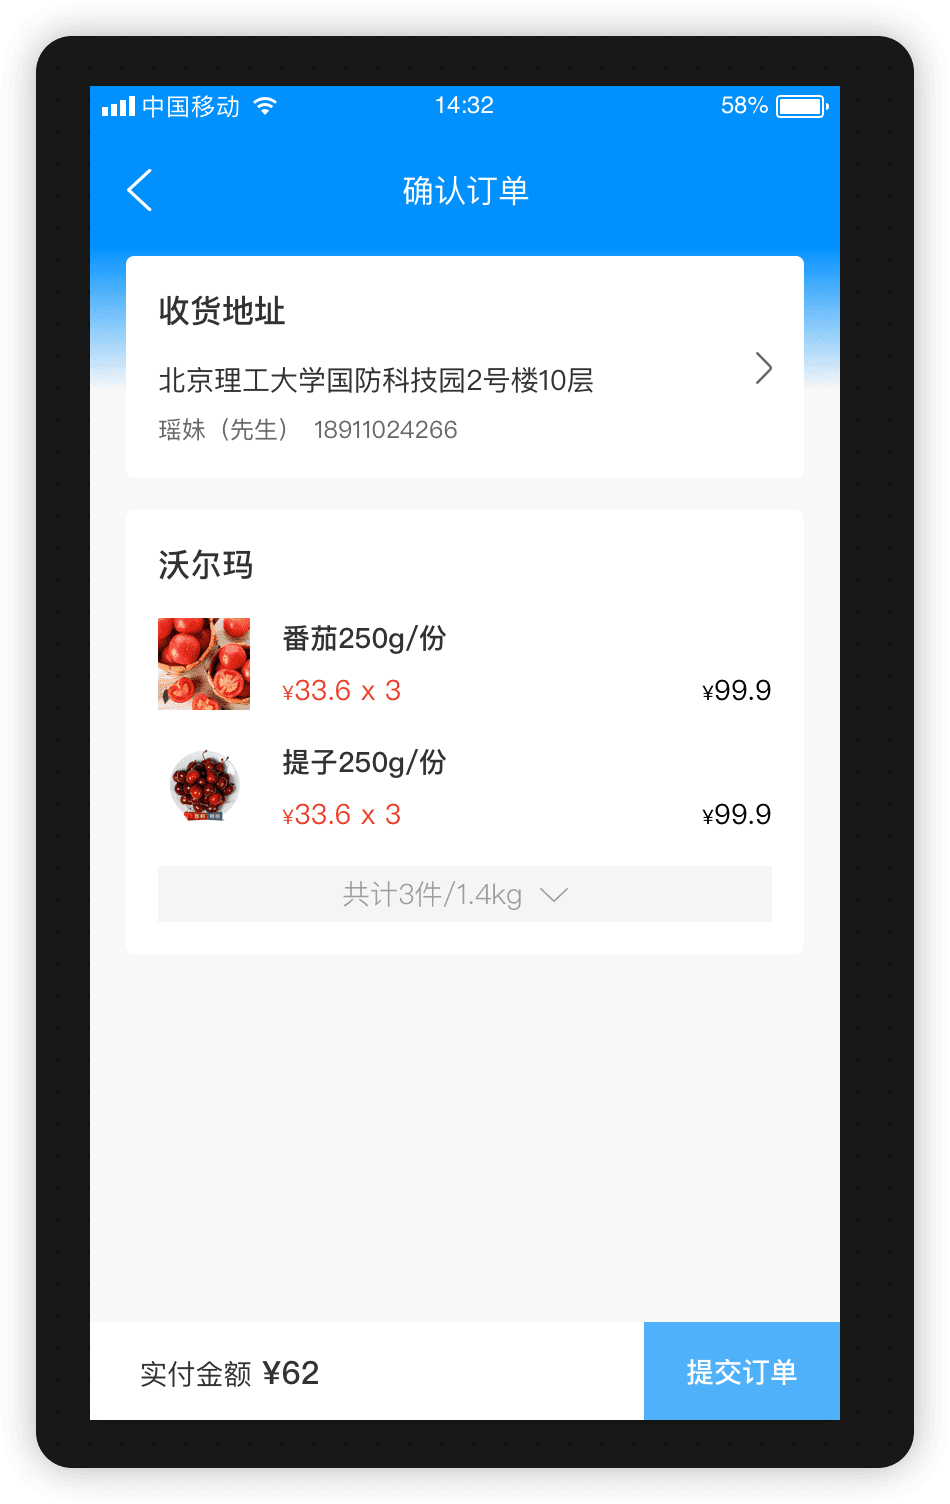 中国移动 14:32 58%
确认订单
收货地址
北京理工大学国防科技园2号楼10层
瑶妹（先生） 18911024266
沃尔玛
番茄250g/份
¥33.6 x 3 ¥99.9
提子250g/份
¥33.6 x 3 ¥99.9
共计3件/1.4kg
实付金额 ¥62
提交订单